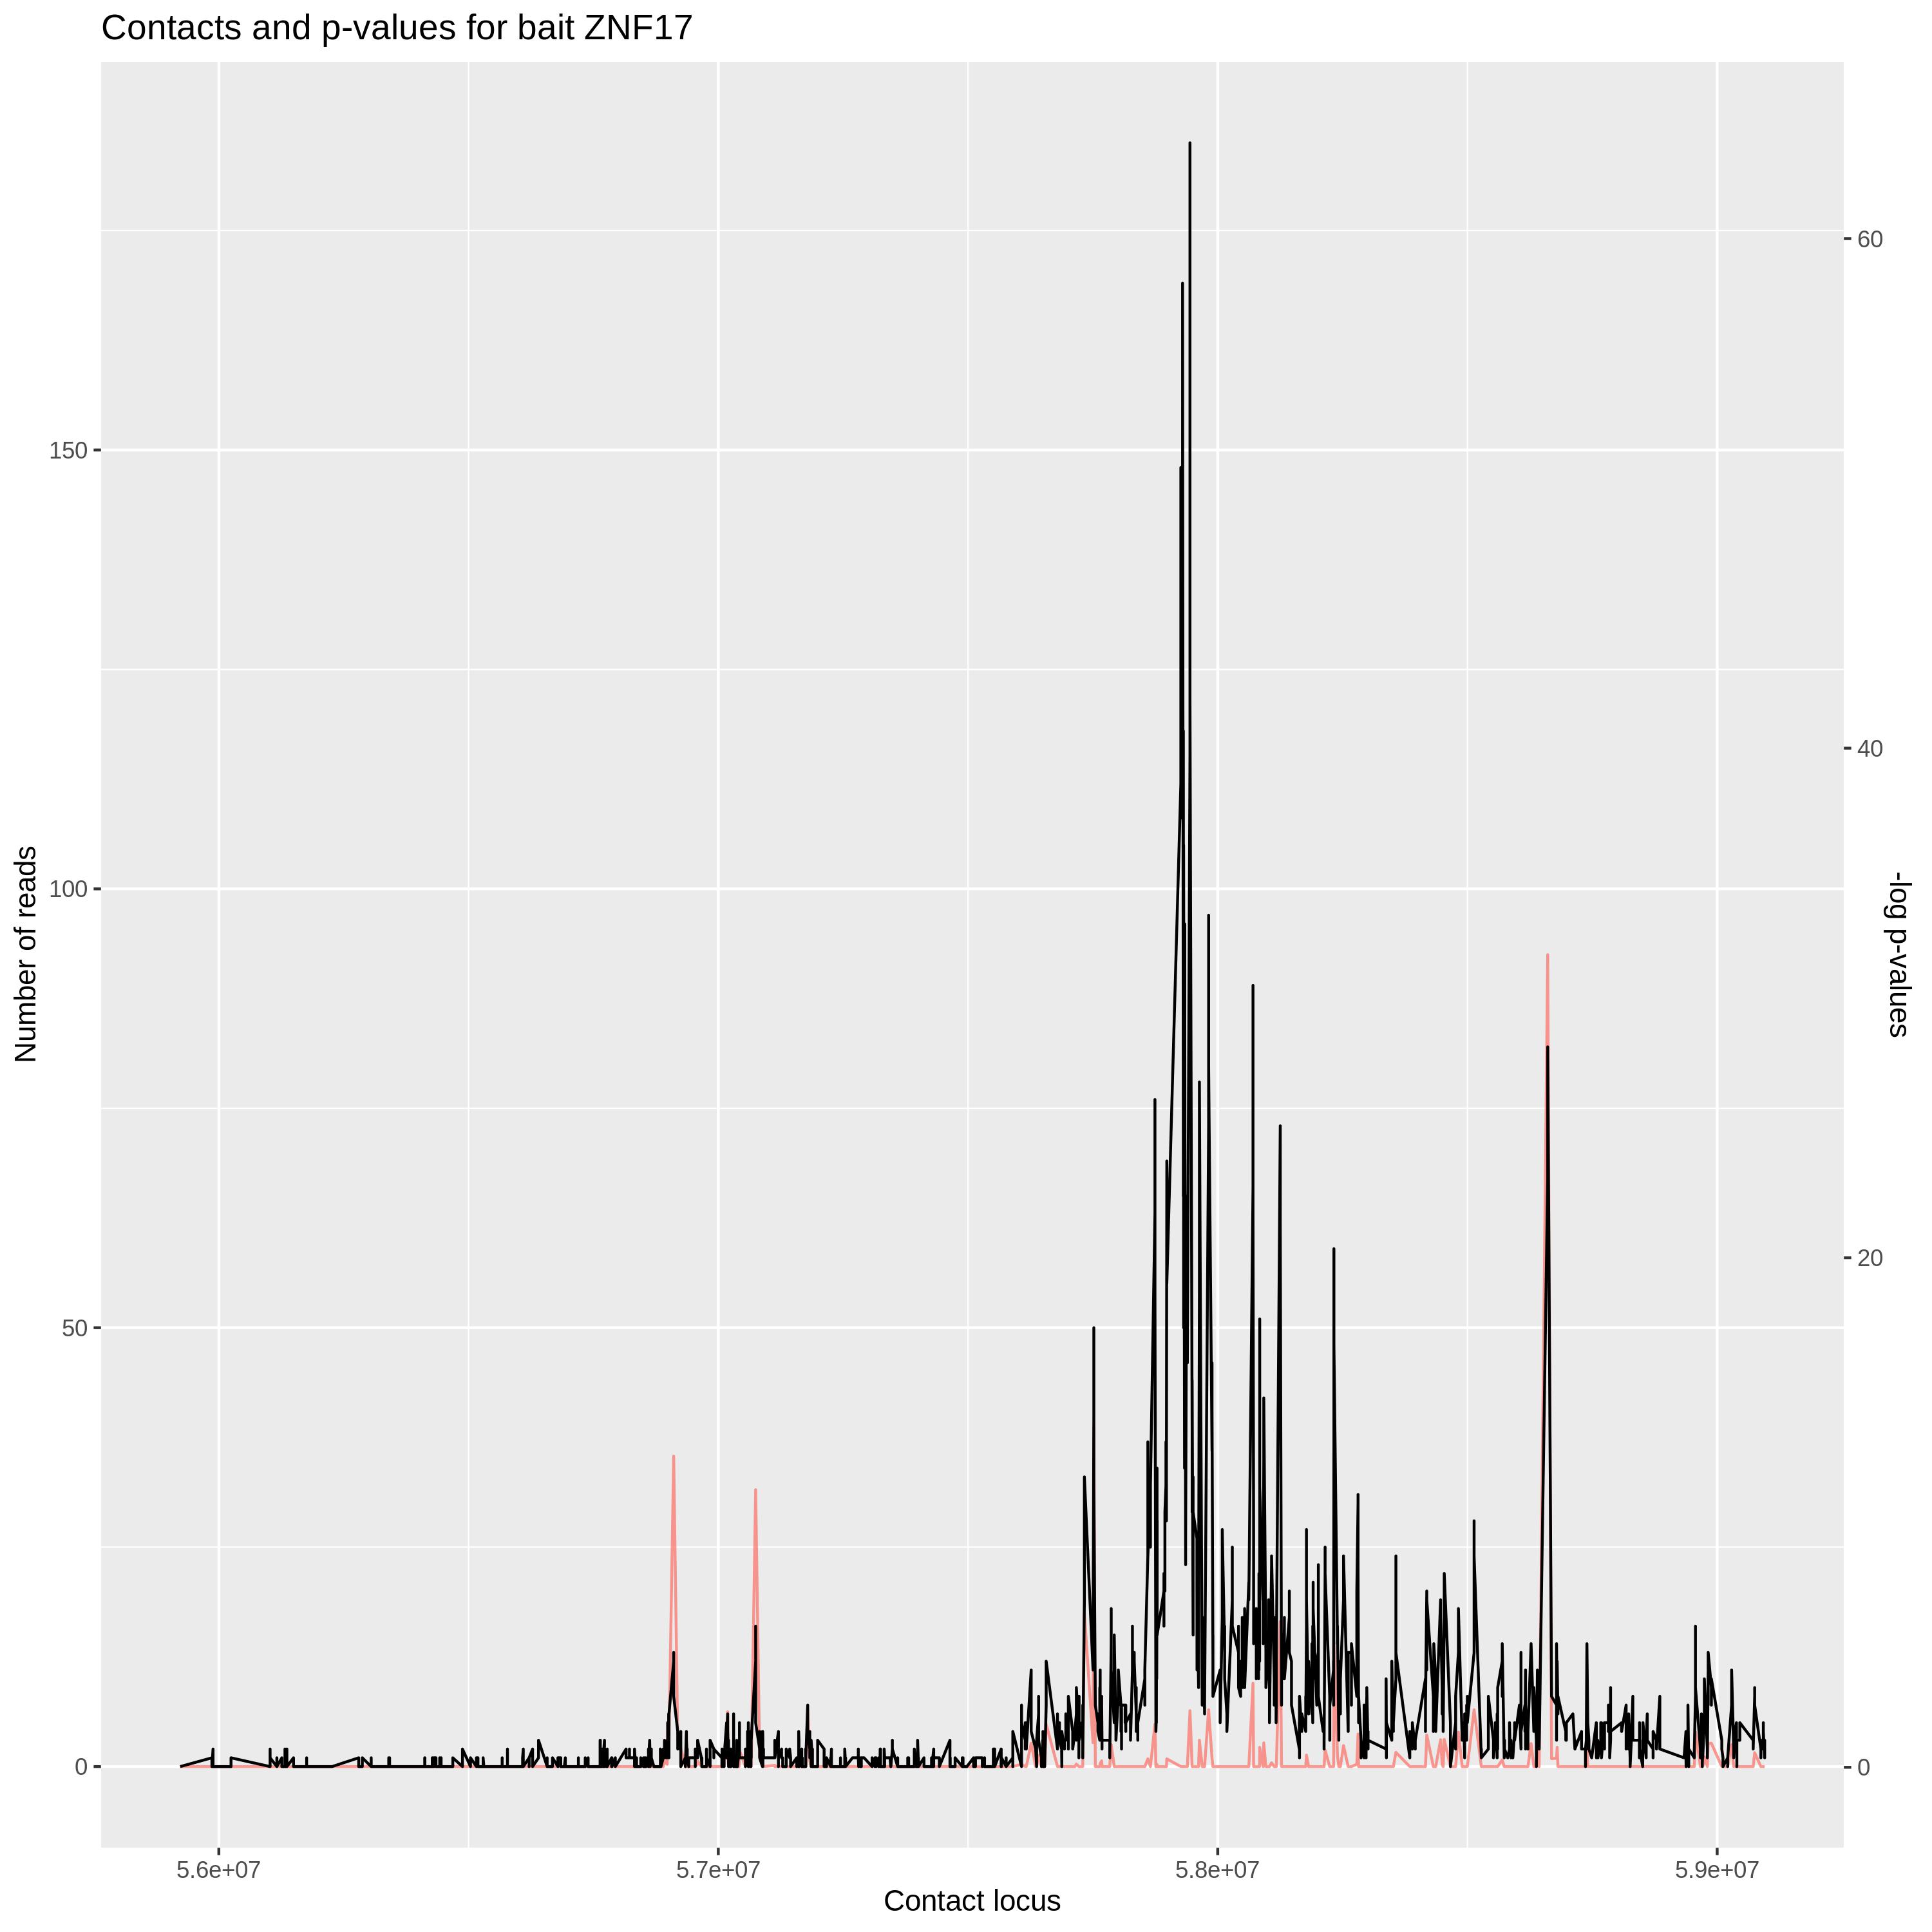 Contacts and p-values for bait ZNF17
Number of reads
150
100
50
0
60
40
20
0
-log p-values
5.6e+07
5.7e+07
5.8e+07
5.9e+07
Contact locus